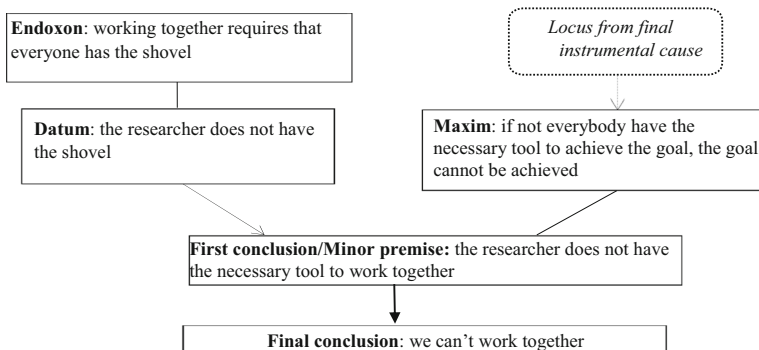 Endoxon: working together requires that
everyone has the shovel
Locus from final
instrumental cause
Datum: the researcher does not have
the shovel
Maxim: if not everybody have the
necessary tool to achieve the goal, the goal
cannot be achieved
First conclusion/Minor premise: the researcher does not have
the necessary tool to work together
Final conclusion: we can't work together